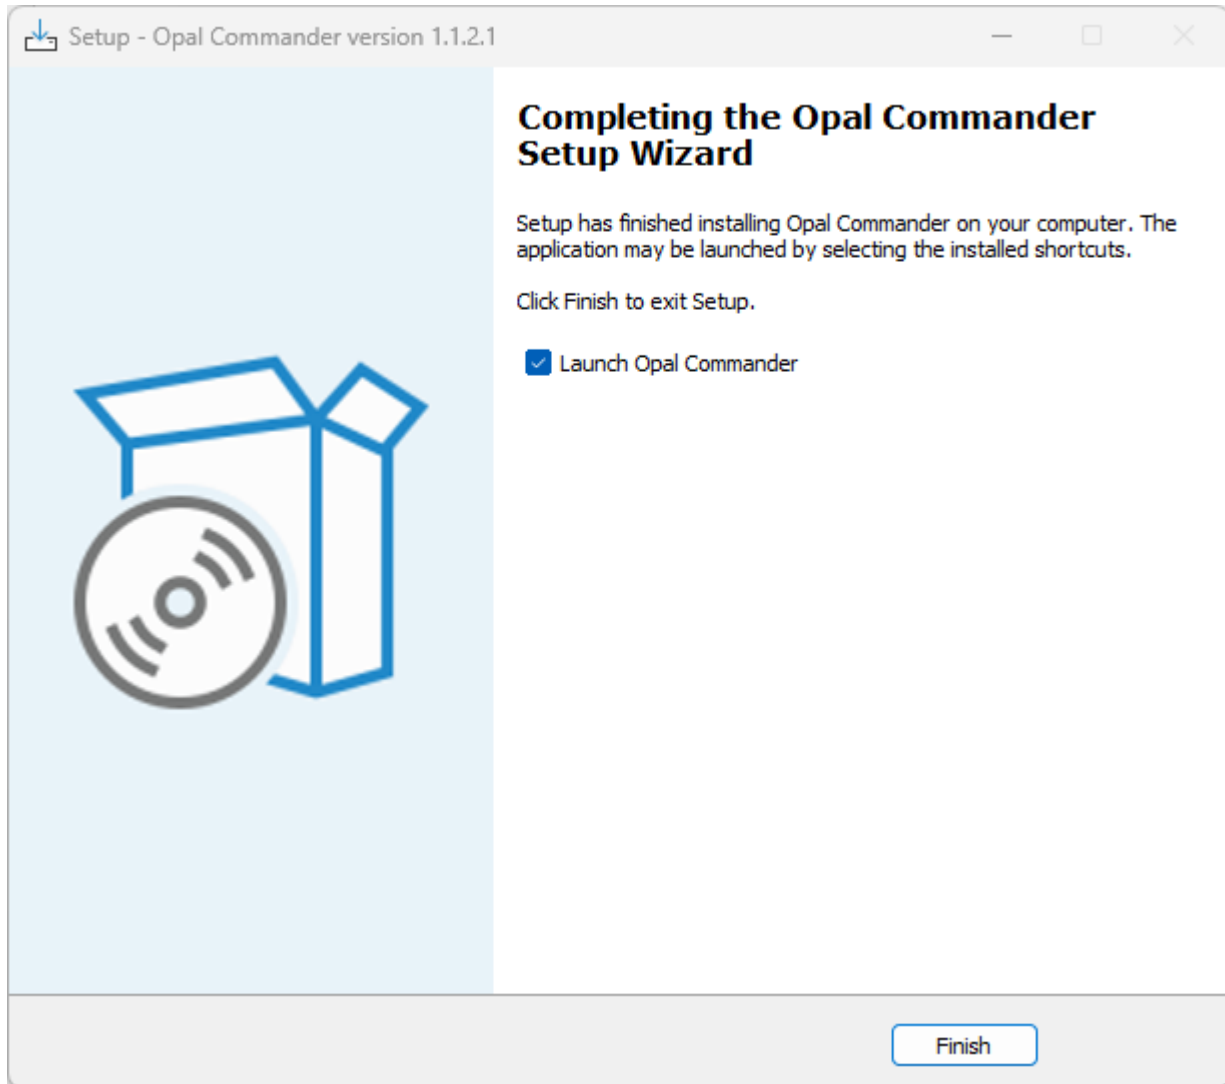 Setup - Opal Commander version 1.1.2.1
Completing the Opal Commander
Setup Wizard
Setup has finished installing Opal Commander on your computer. The
application may be launched by selecting the installed shortcuts.
Click Finish to exit Setup.
Launch Opal Commander
Finish